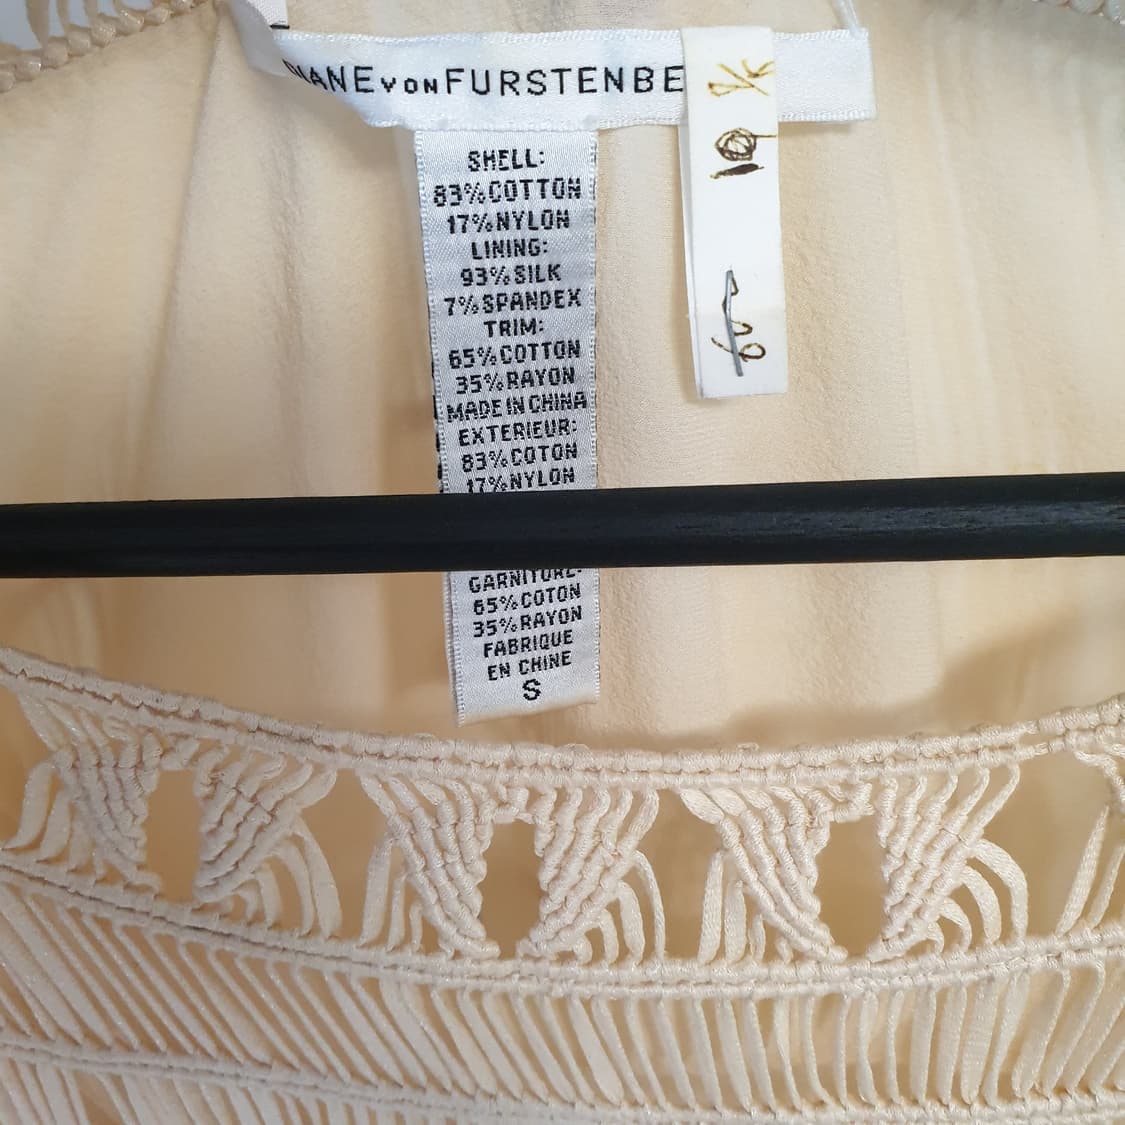 DIANE VON FURSTENBE
SHELL:
83%COTTON
17%NYLON
LINING:
93%SILK
7%SPANDEX
TRIM:
65%COTTON
35%RAYON
MADE IN CHINA
EXTERIEUR:
83%COTON
17%NYLON
GARNITURE:
65%COTON
35%RAYON
FABRIQUE
EN CHINE
S